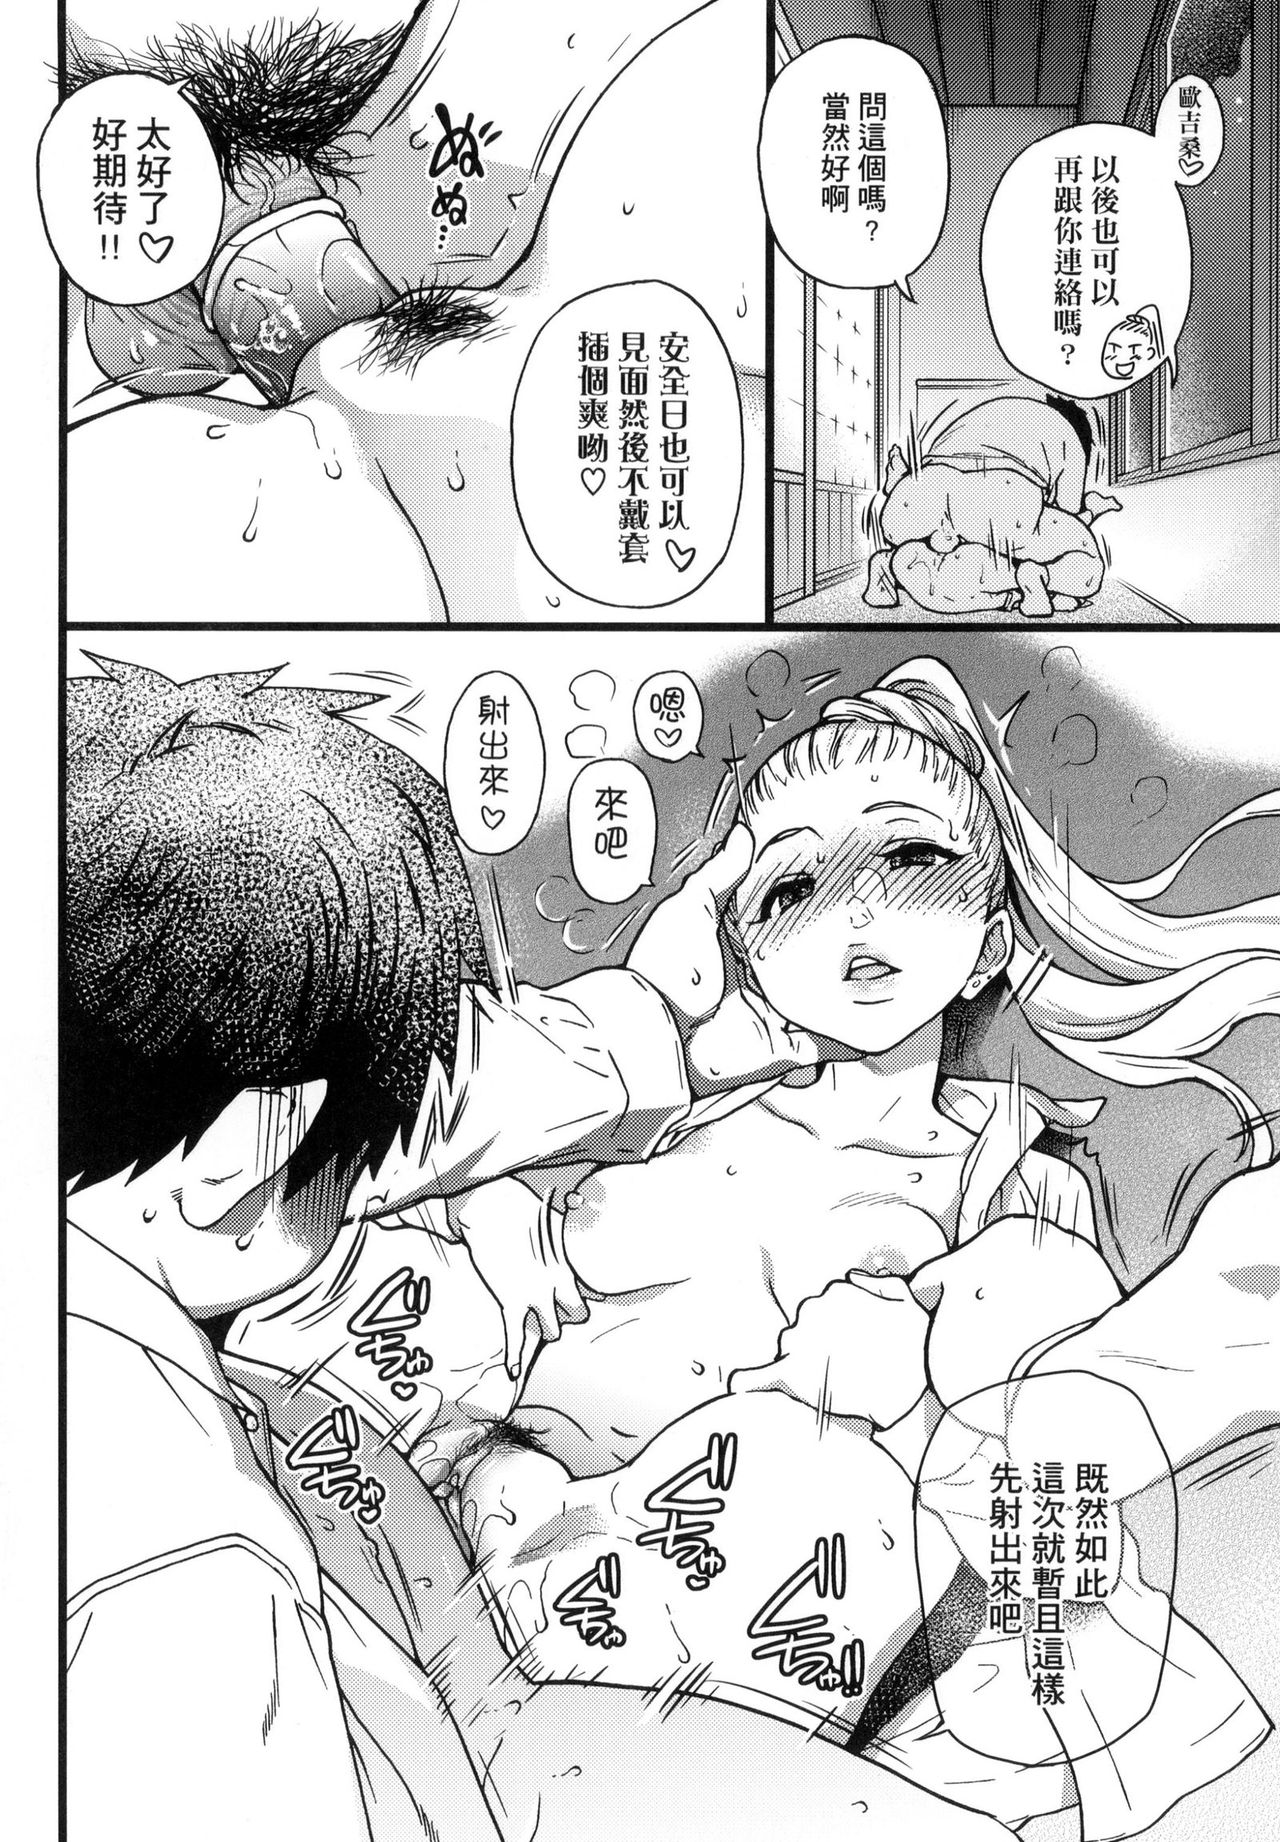 歐吉桑♡
以後也可以
再跟你連絡嗎？
問這個嗎？
當然好啊
安全日也可以♡
見面然後不戴套
插個爽呦♡
ぬぬ…
太好了♡
好期待!!
嗯♡
來吧
射出來♡
ぐちゅ♡
ぐちゅ♡
ぐちゅ
ぐちゅ♡
ぐちゅ!!
既然如此
這次就暫且這樣
先射出來吧